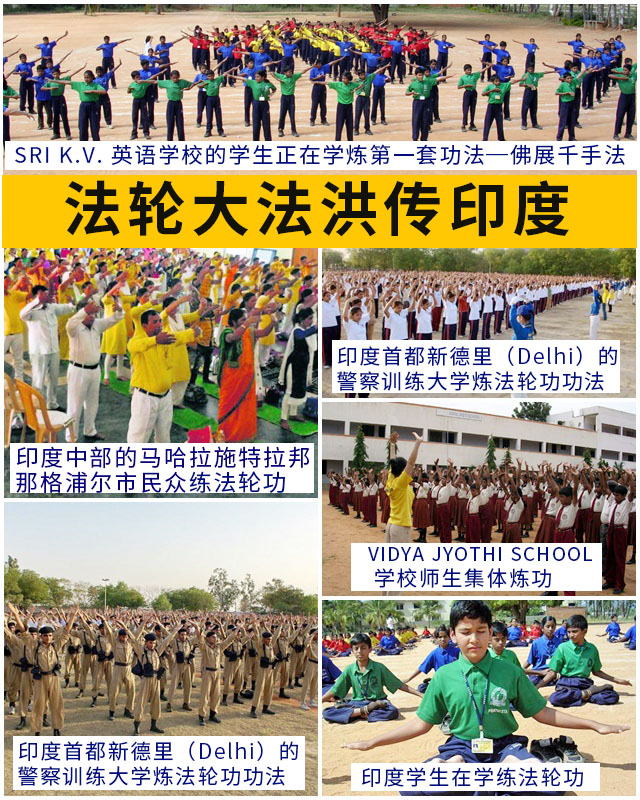 SRI K.V. 英语学校的学生正在学炼第一套功法—佛展千手法
法轮大法洪传印度
印度首都新德里（Delhi）的
警察训练大学炼法轮功功法
印度中部的马哈拉施特拉邦
那格浦尔市民众练法轮功
VIDYA JYOTHI SCHOOL
学校师生集体炼功
印度首都新德里（Delhi）的
警察训练大学炼法轮功功法
印度学生在学练法轮功